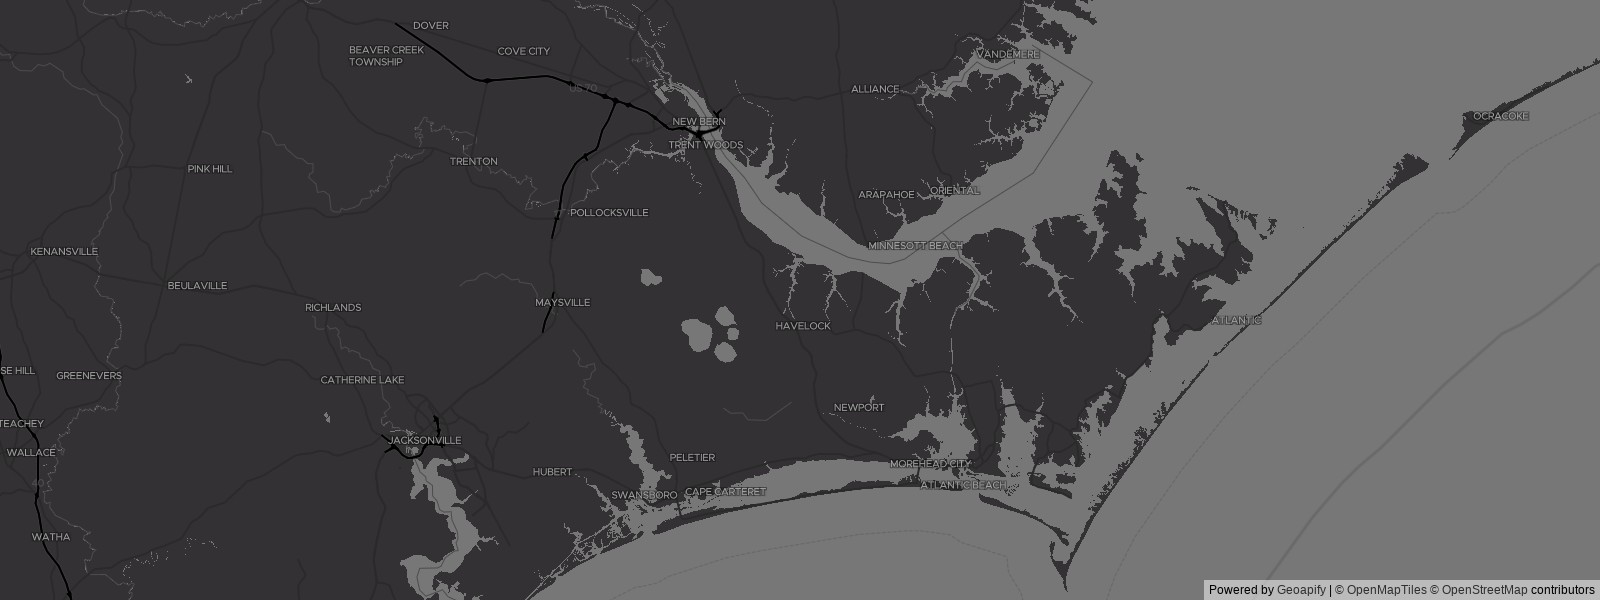 DOVER
BEAVER CREEK
TOWNSHIP
COVE CITY
VANDEMERE
US 70
ALLIANCE
NEW BERN
OCRACOKE
TRENT WOODS
TRENTON
PINK HILL
ARAPAHOE
ORIENTAL
POLLOCKSVILLE
MINNESOTT BEACH
KENANSVILLE
BEULAVILLE
MAYSVILLE
RICHLANDS
HAVELOCK
ATLANTIC
SE HILL
GREENEVERS
CATHERINE LAKE
NEWPORT
TEACHEY
JACKSONVILLE
WALLACE
PELETIER
MOREHEAD CITY
HUBERT
40
ATLANTIC BEACH
SWANSBORO
CAPE CARTERET
WATHA
Powered by Geoapify | © OpenMapTiles © OpenStreetMap contributors